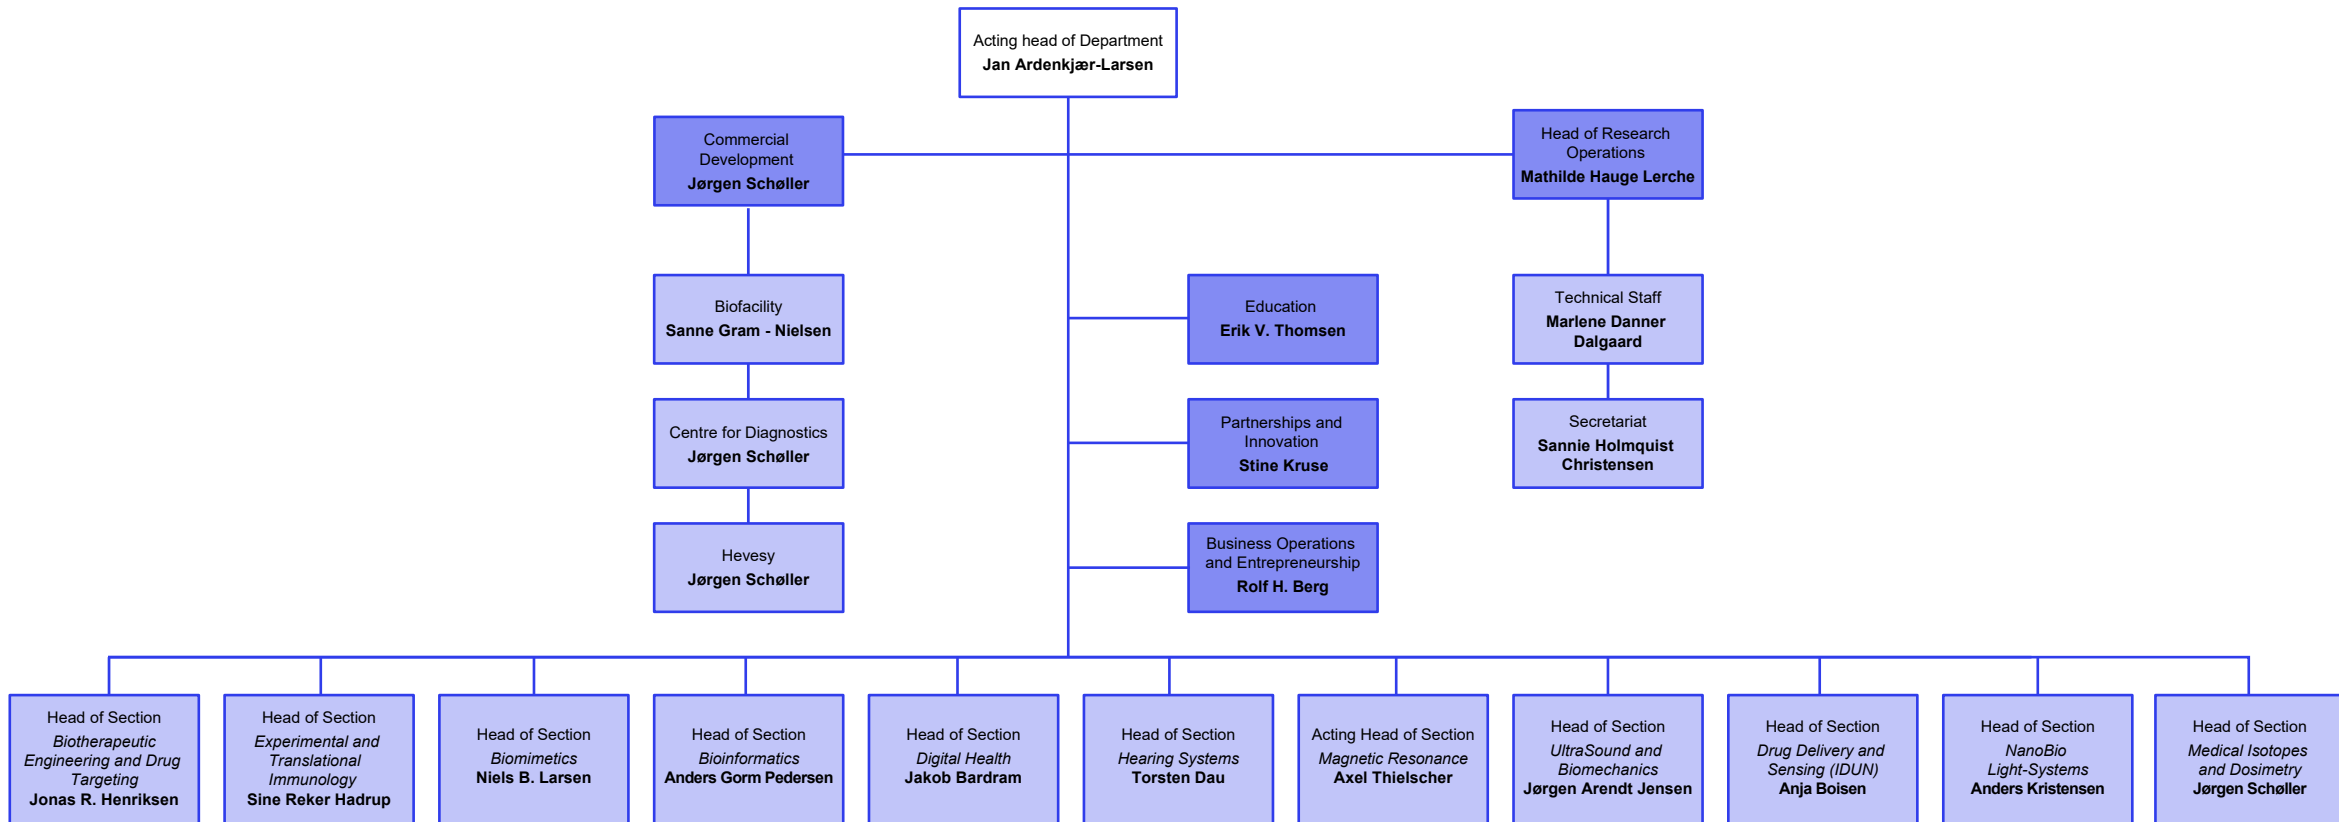 Acting head of Department
Jan Ardenkjær-Larsen
Commercial
Development
Jørgen Schøller
Head of Research
Operations
Mathilde Hauge Lerche
Biofacility
Sanne Gram - Nielsen
Education
Erik V. Thomsen
Technical Staff
Marlene Danner
Dalgaard
Centre for Diagnostics
Jørgen Schøller
Partnerships and
Innovation
Stine Kruse
Secretariat
Sannie Holmquist
Christensen
Hevesy
Jørgen Schøller
Business Operations
and Entrepreneurship
Rolf H. Berg
Head of Section
Biotherapeutic
Engineering and Drug
Targeting
Jonas R. Henriksen
Head of Section
Experimental and
Translational
Immunology
Sine Reker Hadrup
Head of Section
Biomimetics
Niels B. Larsen
Head of Section
Bioinformatics
Anders Gorm Pedersen
Head of Section
Digital Health
Jakob Bardram
Head of Section
Hearing Systems
Torsten Dau
Acting Head of Section
Magnetic Resonance
Axel Thielscher
Head of Section
UltraSound and
Biomechanics
Jørgen Arendt Jensen
Head of Section
Drug Delivery and
Sensing (IDUN)
Anja Boisen
Head of Section
NanoBio
Light-Systems
Anders Kristensen
Head of Section
Medical Isotopes
and Dosimetry
Jørgen Schøller